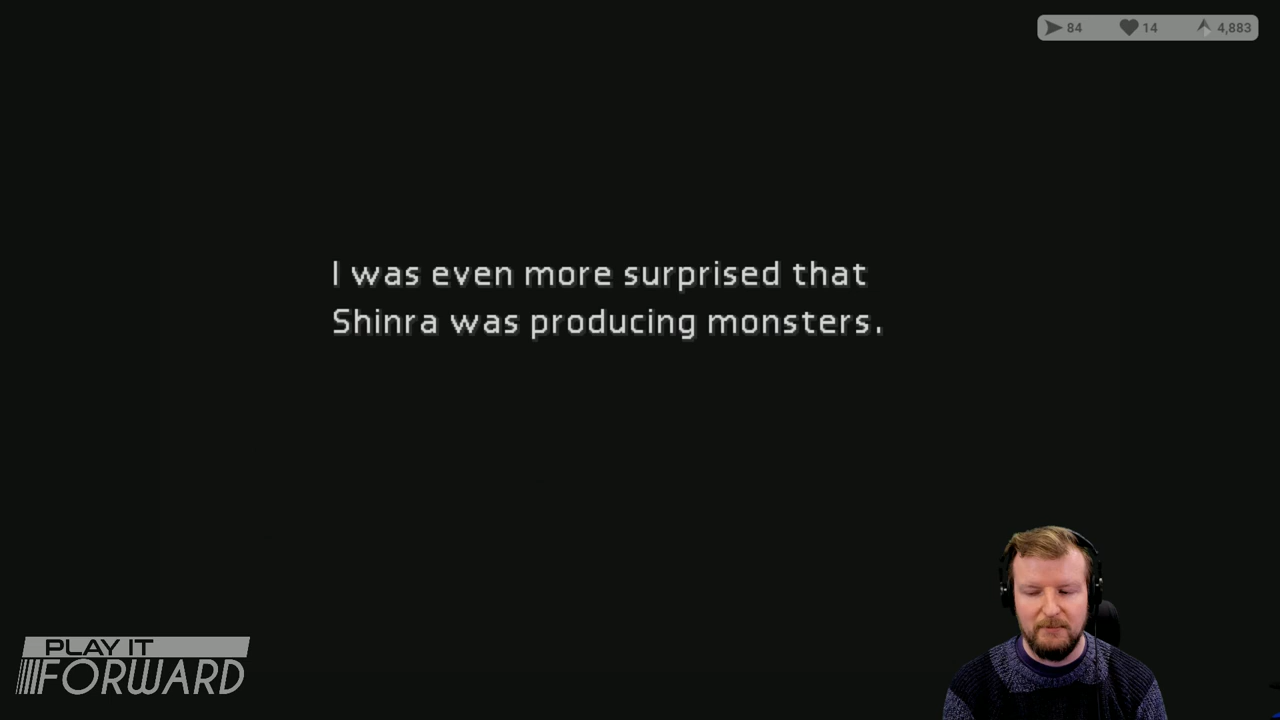 84 14 4,883
I was even more surprised that
Shinra was producing monsters.
PLAY IT
FORWARD